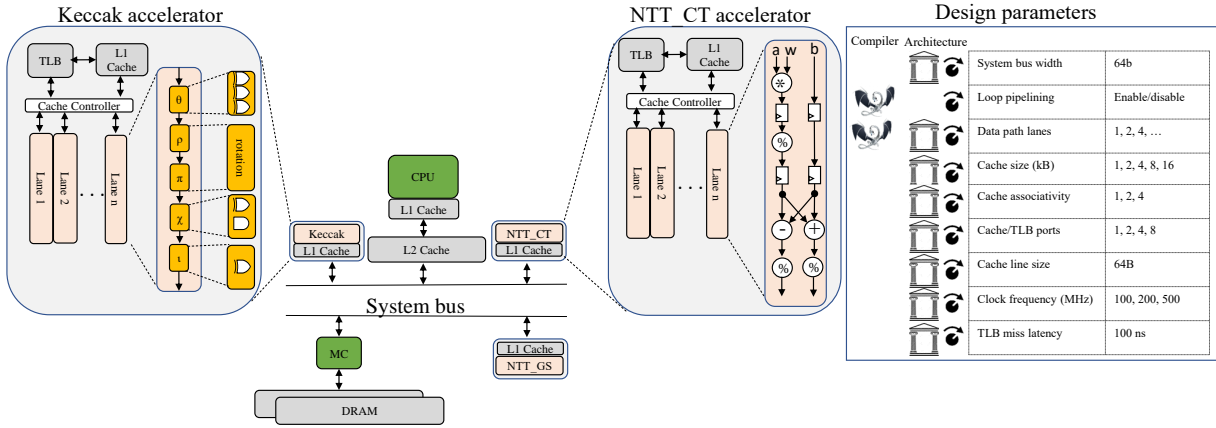 Keccak accelerator
TLB
L1
Cache
Cache Controller
Lane 1
Lane 2
. . .
Lane n
θ
ρ
π
χ
ι
rotation
CPU
L1 Cache
L2 Cache
Keccak
L1 Cache
NTT_CT
L1 Cache
System bus
MC
DRAM
L1 Cache
NTT_GS
NTT_CT accelerator
TLB
L1
Cache
Cache Controller
Lane 1
Lane 2
. . .
Lane n
a w b
*
%
- +
% %
Design parameters
Compiler Architecture
System bus width 64b
Loop pipelining Enable/disable
Data path lanes 1, 2, 4, …
Cache size (kB) 1, 2, 4, 8, 16
Cache associativity 1, 2, 4
Cache/TLB ports 1, 2, 4, 8
Cache line size 64B
Clock frequency (MHz) 100, 200, 500
TLB miss latency 100 ns